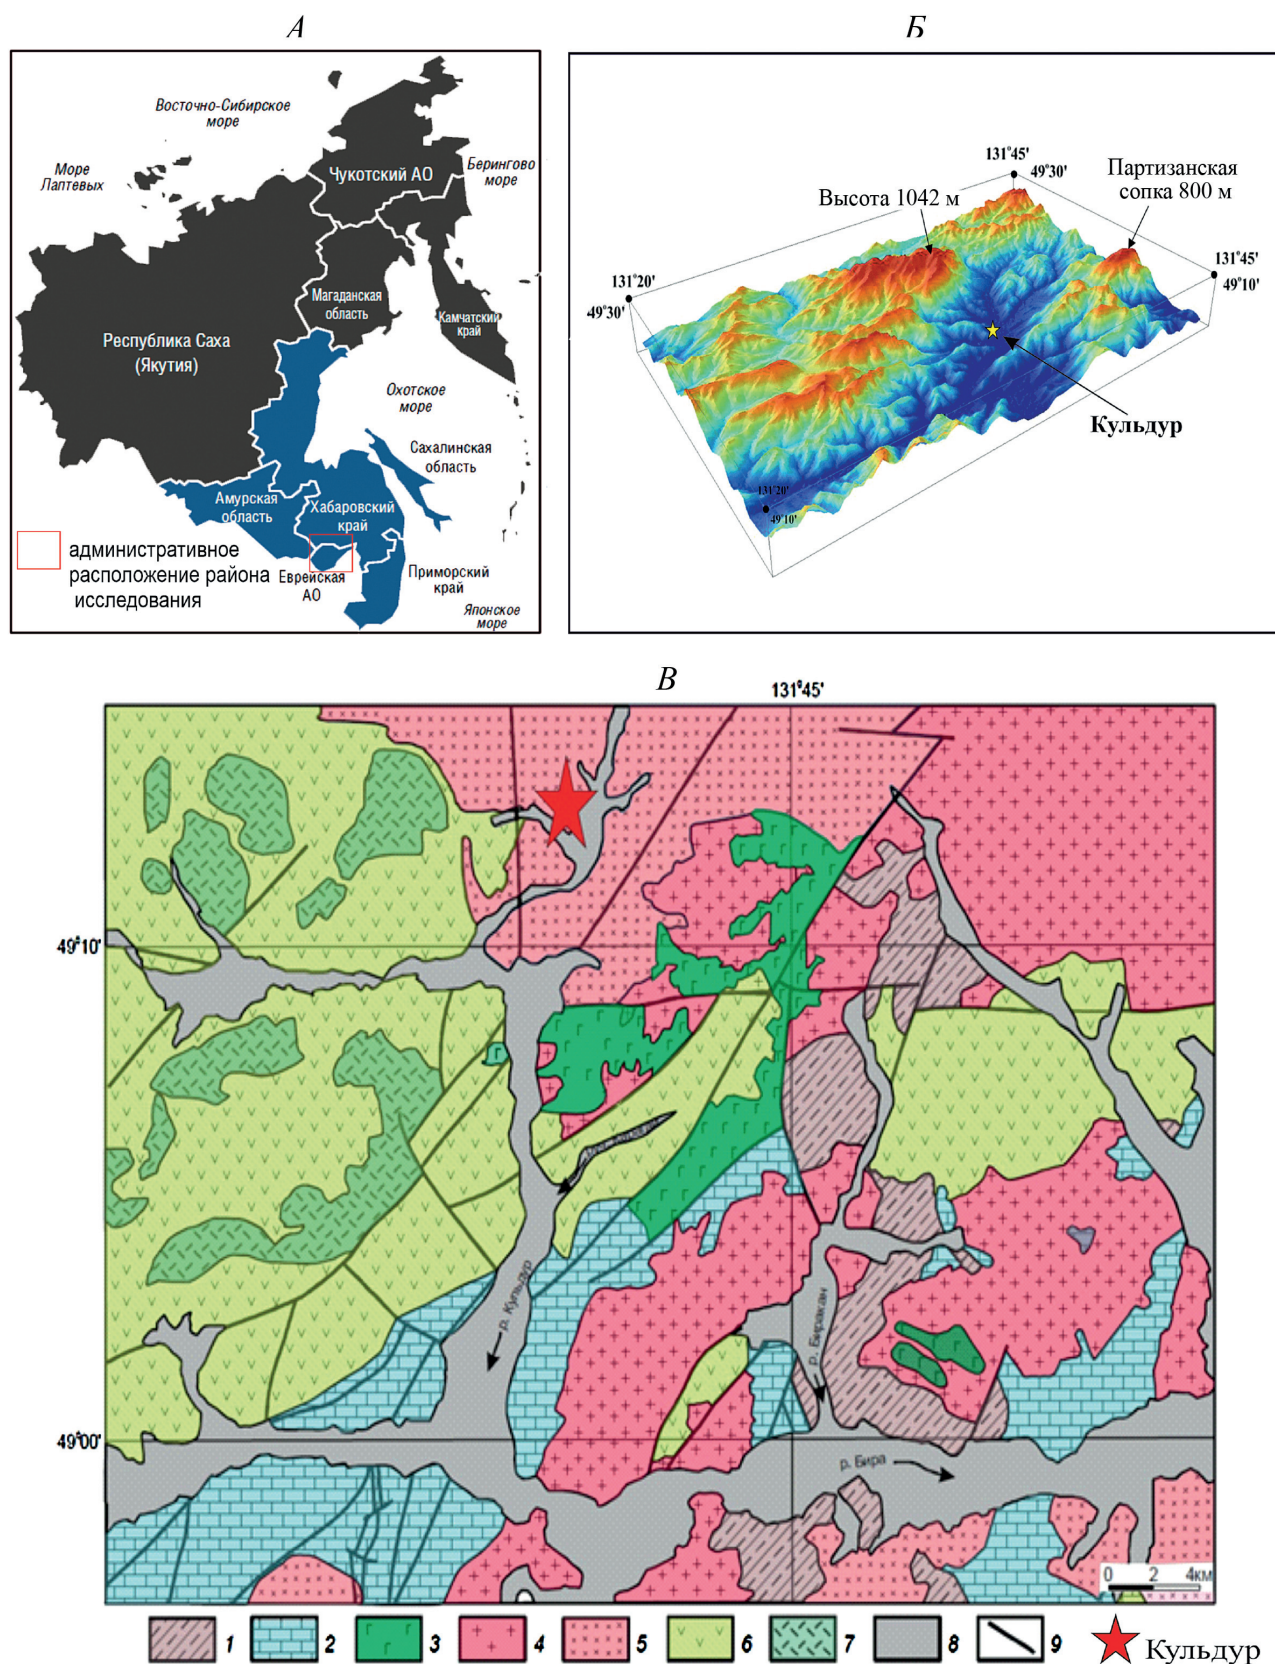 А
Восточно-Сибирское
море
Море
Лаптевых
Чукотский АО
Берингово
море
Магаданская
область
Камчатский
край
Республика Саха
(Якутия)
Охотское
море
Сахалинская
область
Амурская
область
Хабаровский
край
Еврейская
АО
Приморский
край
Японское
море
административное
расположение района
исследования
Б
131°45'
49°30'
Партизанская
сопка 800 м
Высота 1042 м
131°45'
49°10'
131°20'
49°30'
Кульдур
131°20'
49°10'
В
131°45'
49°10'
49°00'
р. Кульдур
р. Биракан
р. Бира
0 2 4км
1 2 3 4 5 6 7 8 9 Кульдур